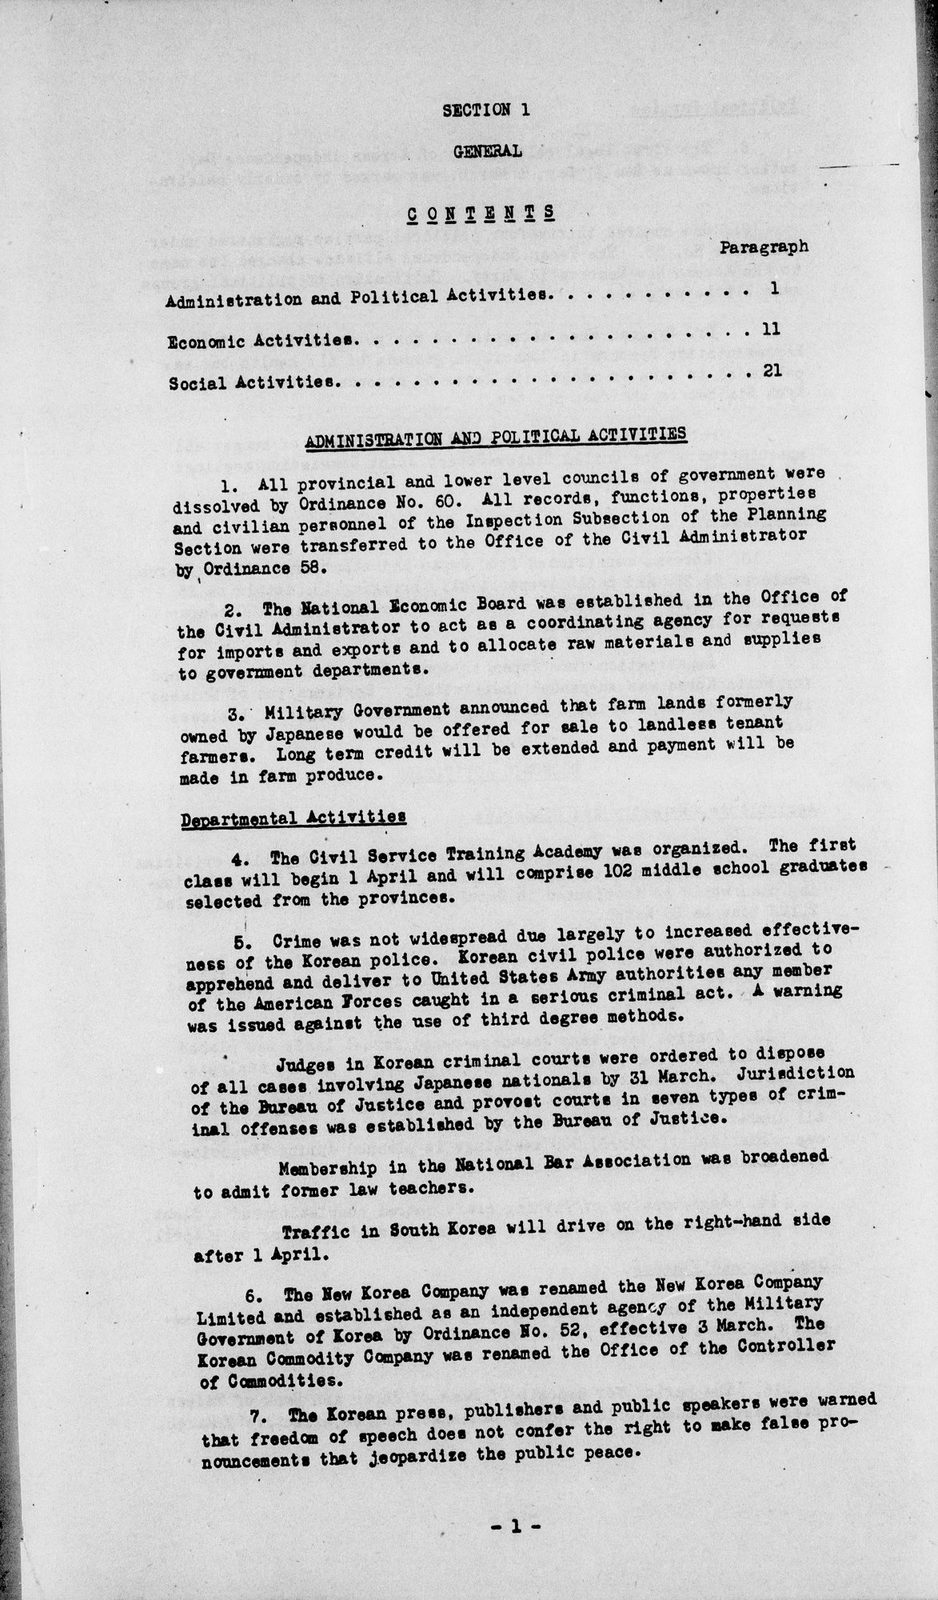 SECTION 1
GENERAL
CONTENTS
Paragraph
Administration and Political Activities. . . . . . . . . . . 1
Economic Activities. . . . . . . . . . . . . . . . . . . . . 11
Social Activities. . . . . . . . . . . . . . . . . . . . . . 21
ADMINISTRATION AND POLITICAL ACTIVITIES
1. All provincial and lower level councils of government were
dissolved by Ordinance No. 60. All records, functions, properties
and civilian personnel of the Inspection Subsection of the Planning
Section were transferred to the Office of the Civil Administrator
by Ordinance 58.
2. The National Economic Board was established in the Office of
the Civil Administrator to act as a coordinating agency for requests
for imports and exports and to allocate raw materials and supplies
to government departments.
3. Military Government announced that farm lands formerly
owned by Japanese would be offered for sale to landless tenant
farmers. Long term credit will be extended and payment will be
made in farm produce.
Departmental Activities
4. The Civil Service Training Academy was organized. The first
class will begin 1 April and will comprise 102 middle school graduates
selected from the provinces.
5. Crime was not widespread due largely to increased effective-
ness of the Korean police. Korean civil police were authorized to
apprehend and deliver to United States Army authorities any member
of the American Forces caught in a serious criminal act. A warning
was issued against the use of third degree methods.
Judges in Korean criminal courts were ordered to dispose
of all cases involving Japanese nationals by 31 March. Jurisdiction
of the Bureau of Justice and provost courts in seven types of crim-
inal offenses was established by the Bureau of Justice.
Membership in the National Bar Association was broadened
to admit former law teachers.
Traffic in South Korea will drive on the right-hand side
after 1 April.
6. The New Korea Company was renamed the New Korea Company
Limited and established as an independent agency of the Military
Government of Korea by Ordinance No. 52, effective 3 March. The
Korean Commodity Company was renamed the Office of the Controller
of Commodities.
7. The Korean press, publishers and public speakers were warned
that freedom of speech does not confer the right to make false pro-
nouncements that jeopardize the public peace.
- 1 -